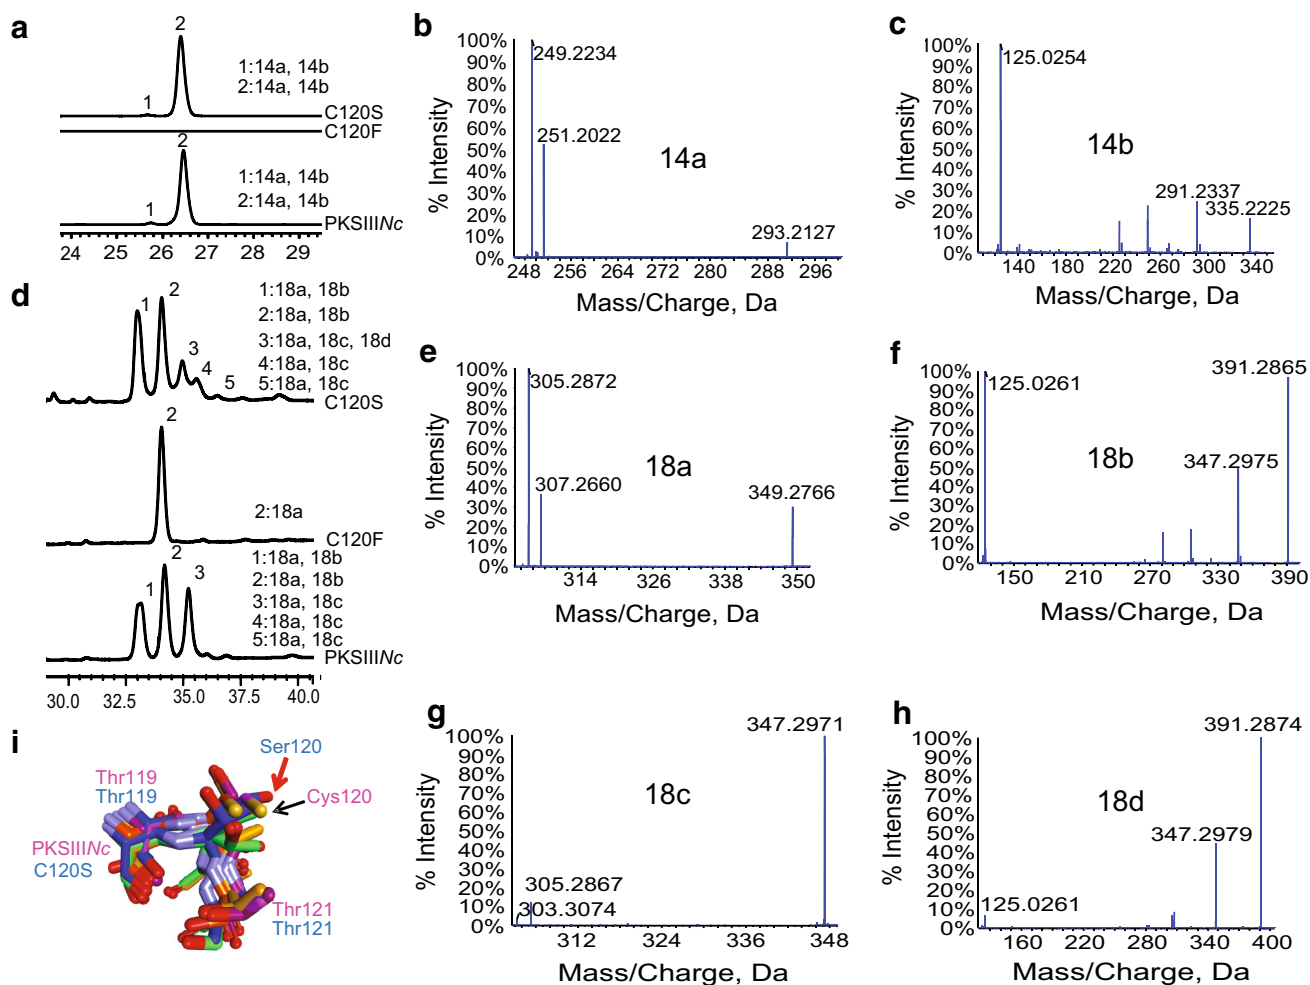 a
2
1
1:14a, 14b
2:14a, 14b
C120S
C120F
2
1
1:14a, 14b
2:14a, 14b
PKSIIINc
24 25 26 27 28 29
b
100%
90%
80%
70%
60%
50%
40%
30%
20%
10%
0%
% Intensity
249.2234
251.2022
14a
293.2127
248 256 264 272 280 288 296
Mass/Charge, Da
c
100%
90%
80%
70%
60%
50%
40%
30%
20%
10%
0%
% Intensity
125.0254
14b
291.2337
335.2225
140 180 220 260 300 340
Mass/Charge, Da
d
1
2
3
4
5
1:18a, 18b
2:18a, 18b
3:18a, 18c, 18d
4:18a, 18c
5:18a, 18c
C120S
2
2:18a
C120F
1
2
3
1:18a, 18b
2:18a, 18b
3:18a, 18c
4:18a, 18c
5:18a, 18c
PKSIIINc
30.0 32.5 35.0 37.5 40.0
e
100%
90%
80%
70%
60%
50%
40%
30%
20%
10%
0%
% Intensity
305.2872
307.2660
18a
349.2766
314 326 338 350
Mass/Charge, Da
f
100%
90%
80%
70%
60%
50%
40%
30%
20%
10%
0%
% Intensity
125.0261
18b
347.2975
391.2865
150 210 270 330 390
Mass/Charge, Da
g
100%
90%
80%
70%
60%
50%
40%
30%
20%
10%
0%
% Intensity
347.2971
18c
305.2867
303.3074
312 324 336 348
Mass/Charge, Da
h
100%
90%
80%
70%
60%
50%
40%
30%
20%
10%
0%
% Intensity
391.2874
18d
347.2979
125.0261
160 220 280 340 400
Mass/Charge, Da
i
Ser120
Thr119
Thr119
Cys120
PKSIIINc
C120S
Thr121
Thr121